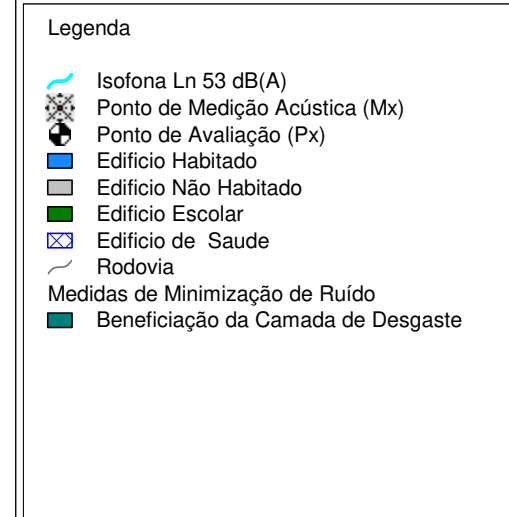 Legenda
Isofona Ln 53 dB(A)
Ponto de Medição Acústica (Mx)
Ponto de Avaliação (Px)
Edificio Habitado
Edificio Não Habitado
Edificio Escolar
Edificio de Saude
Rodovia
Medidas de Minimização de Ruído
Beneficiação da Camada de Desgaste